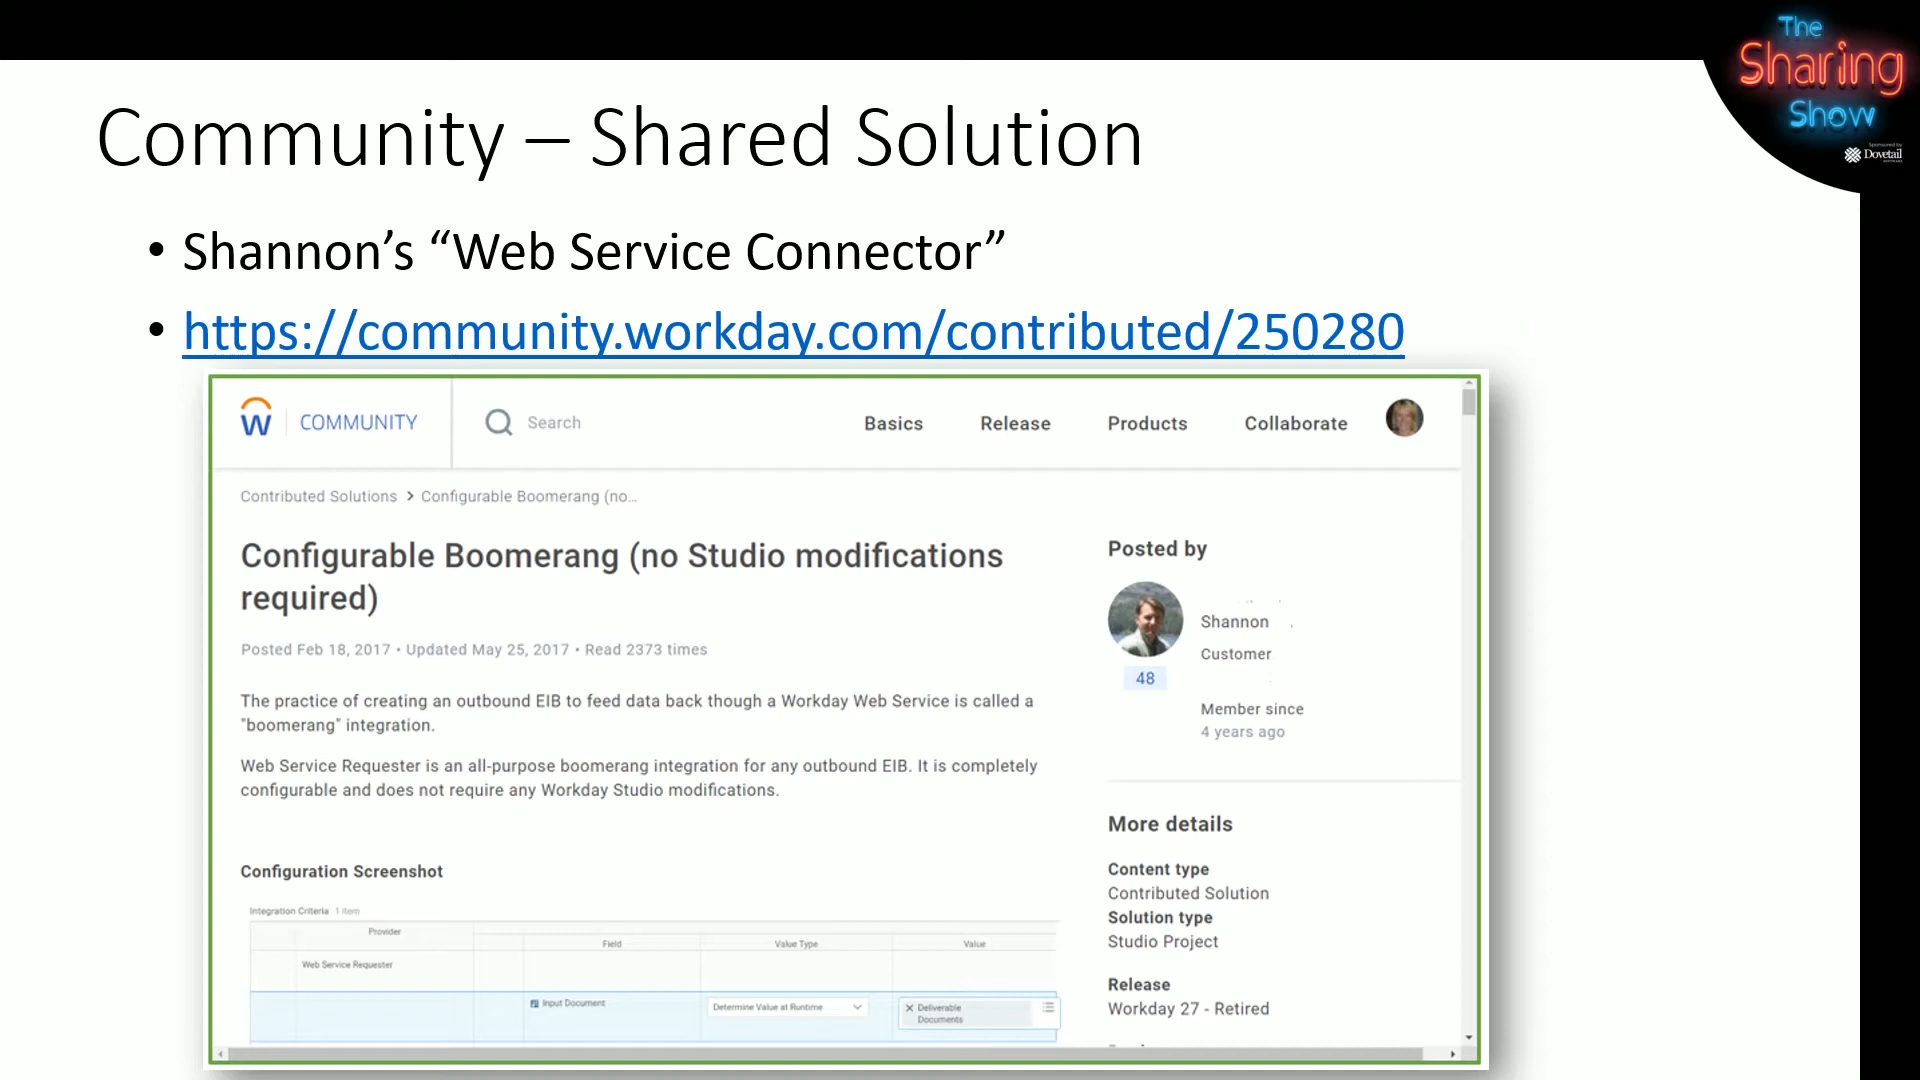 The
Sharing
Show
Sponsored by
Dovetail
SOFTWARE
Community – Shared Solution
• Shannon’s “Web Service Connector”
• https://community.workday.com/contributed/250280
COMMUNITY
Search
Basics
Release
Products
Collaborate
Contributed Solutions > Configurable Boomerang (no...
Configurable Boomerang (no Studio modifications
required)
Posted Feb 18, 2017 • Updated May 25, 2017 • Read 2373 times
The practice of creating an outbound EIB to feed data back though a Workday Web Service is called a
"boomerang" integration.
Web Service Requester is an all-purpose boomerang integration for any outbound EIB. It is completely
configurable and does not require any Workday Studio modifications.
Configuration Screenshot
Integration Criteria 1 item
Provider
Field
Value Type
Value
Web Service Requester
Input Document
Determine Value at Runtime
Deliverable
Documents
Posted by
Shannon
Customer
48
Member since
4 years ago
More details
Content type
Contributed Solution
Solution type
Studio Project
Release
Workday 27 - Retired